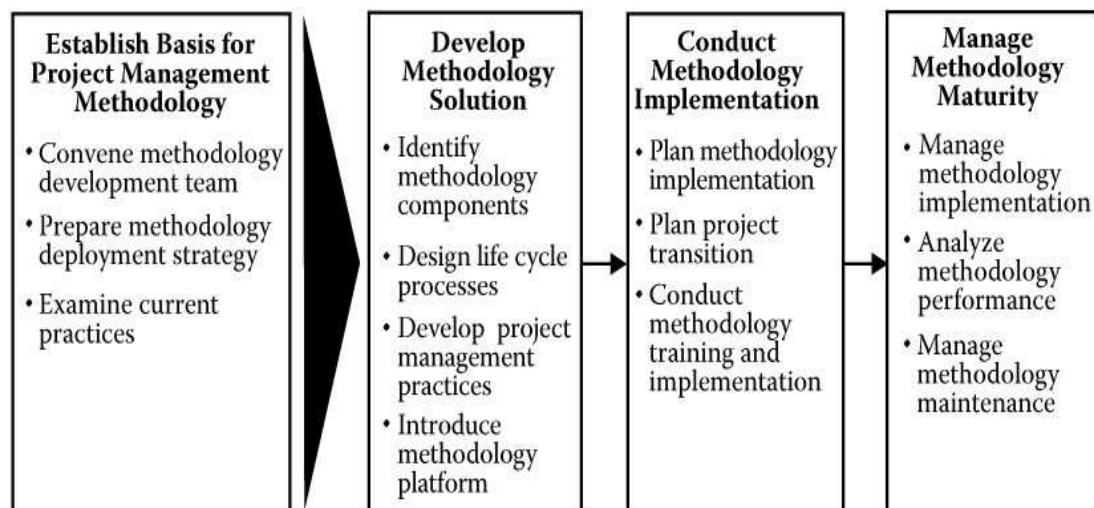 Establish Basis for
Project Management
Methodology
• Convene methodology
development team
• Prepare methodology
deployment strategy
• Examine current
practices
Develop
Methodology
Solution
• Identify
methodology
components
• Design life cycle
processes
• Develop project
management
practices
• Introduce
methodology
platform
Conduct
Methodology
Implementation
• Plan methodology
implementation
• Plan project
transition
• Conduct
methodology
training and
implementation
Manage
Methodology
Maturity
• Manage
methodology
implementation
• Analyze
methodology
performance
• Manage
methodology
maintenance